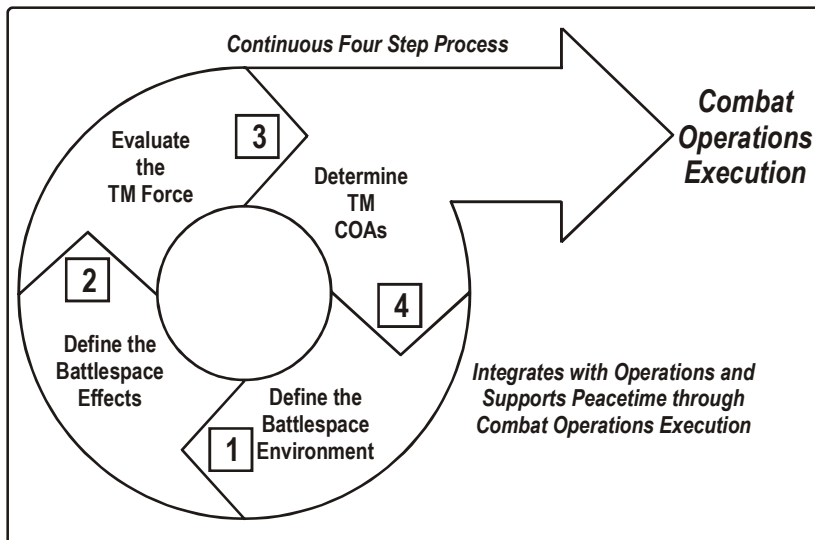 Continuous Four Step Process
Combat
Operations
Execution
Evaluate
the
TM Force
3
Determine
TM
COAs
2
4
Define the
Battlespace
Effects
Define the
Battlespace
Environment
1
Integrates with Operations and
Supports Peacetime through
Combat Operations Execution